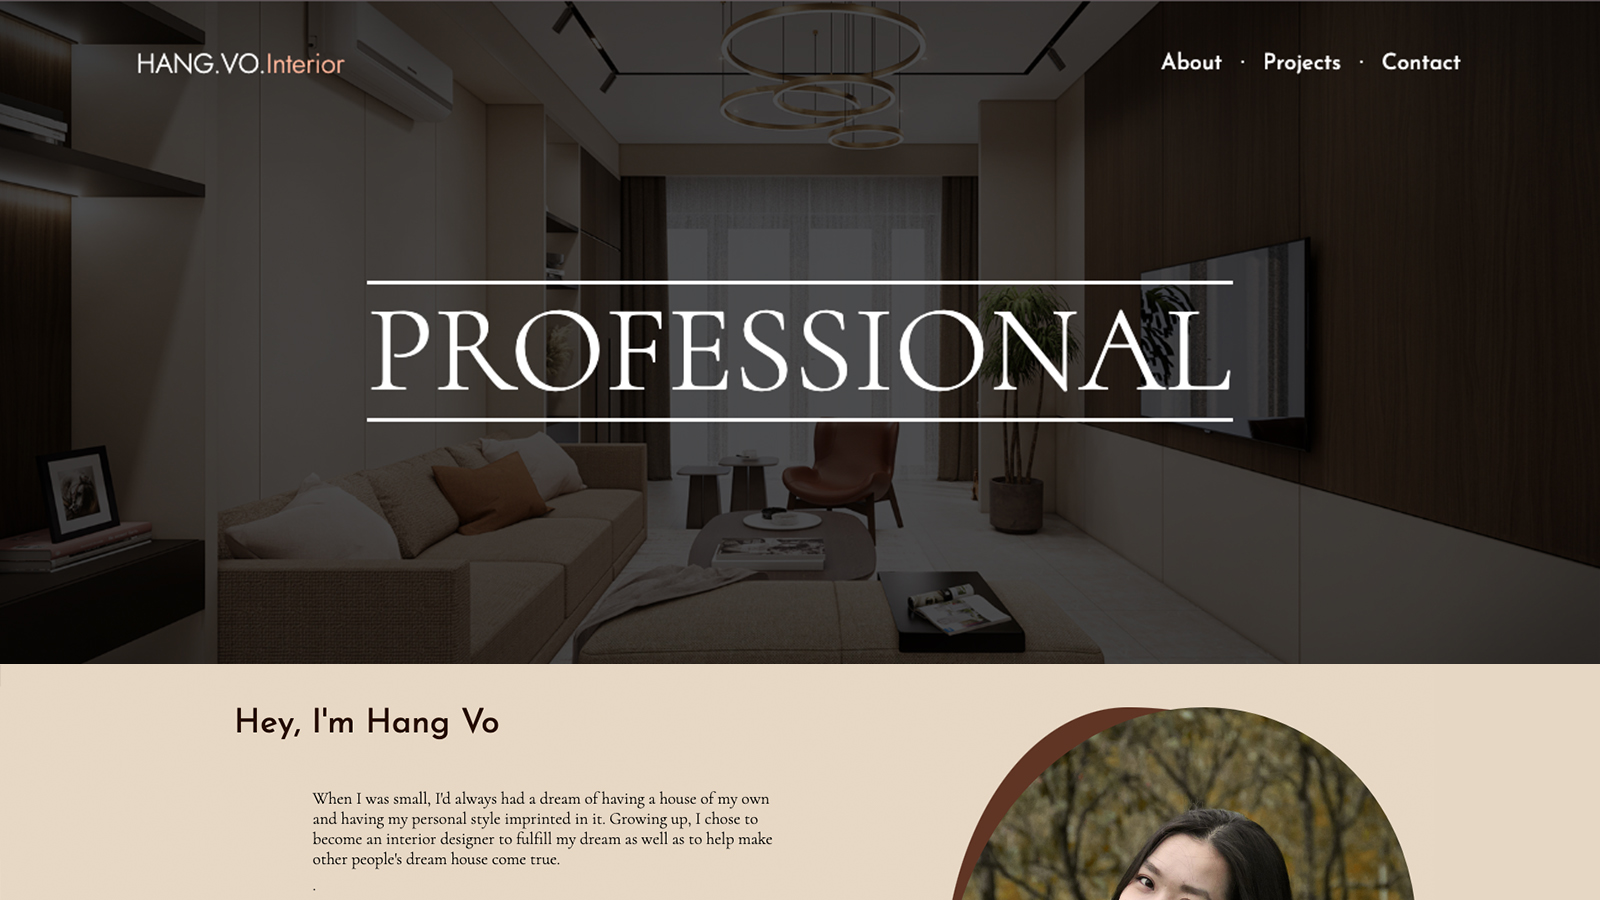 HANG.VO.Interior
About · Projects · Contact
PROFESSIONAL
Hey, I'm Hang Vo
When I was small, I'd always had a dream of having a house of my own
and having my personal style imprinted in it. Growing up, I chose to
become an interior designer to fulfill my dream as well as to help make
other people's dream house come true.
.